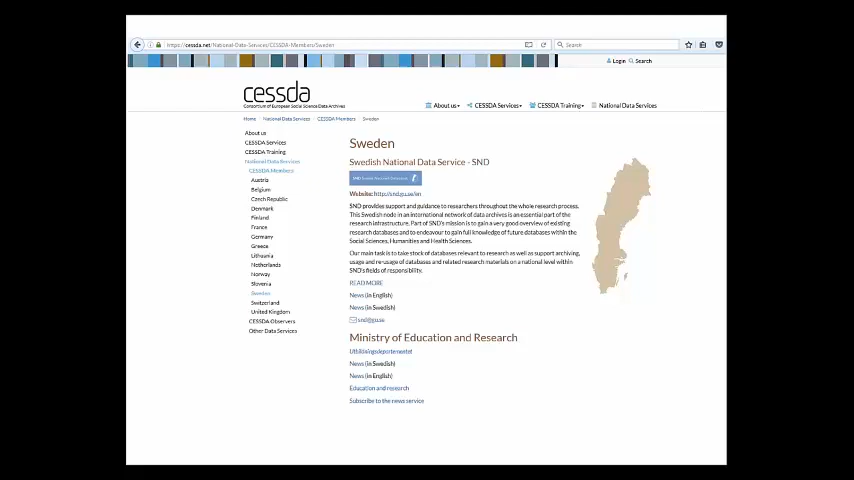 https://cessda.net/National-Data-Services/CESSDA-Members/Sweden
Search
Login Search
cessda
Consortium of European Social Science Data Archives
About us CESSDA Services CESSDA Training National Data Services
Home National Data Services CESSDA Members Sweden
About us
CESSDA Services
CESSDA Training
National Data Services
CESSDA Members
Austria
Belgium
Czech Republic
Denmark
Finland
France
Germany
Greece
Lithuania
Netherlands
Norway
Slovenia
Sweden
Switzerland
United Kingdom
CESSDA Observers
Other Data Services
Sweden
Swedish National Data Service - SND
Website: http://snd.gu.se/en
SND provides support and guidance to researchers throughout the whole research process.
This Swedish node in an international network of data archives is an essential part of the
research infrastructure. Part of SND's mission is to gain a very good overview of existing
research databases and to endeavour to gain full knowledge of future databases within the
Social Sciences, Humanities and Health Sciences.
Our main task is to take stock of databases relevant to research as well as support archiving,
usage and re-usage of databases and related research materials on a national level within
SND's fields of responsibility.
READ MORE
News (in English)
News (in Swedish)
snd@gu.se
Ministry of Education and Research
Utbildningsdepartementet
News (in Swedish)
News (in English)
Education and research
Subscribe to the news service